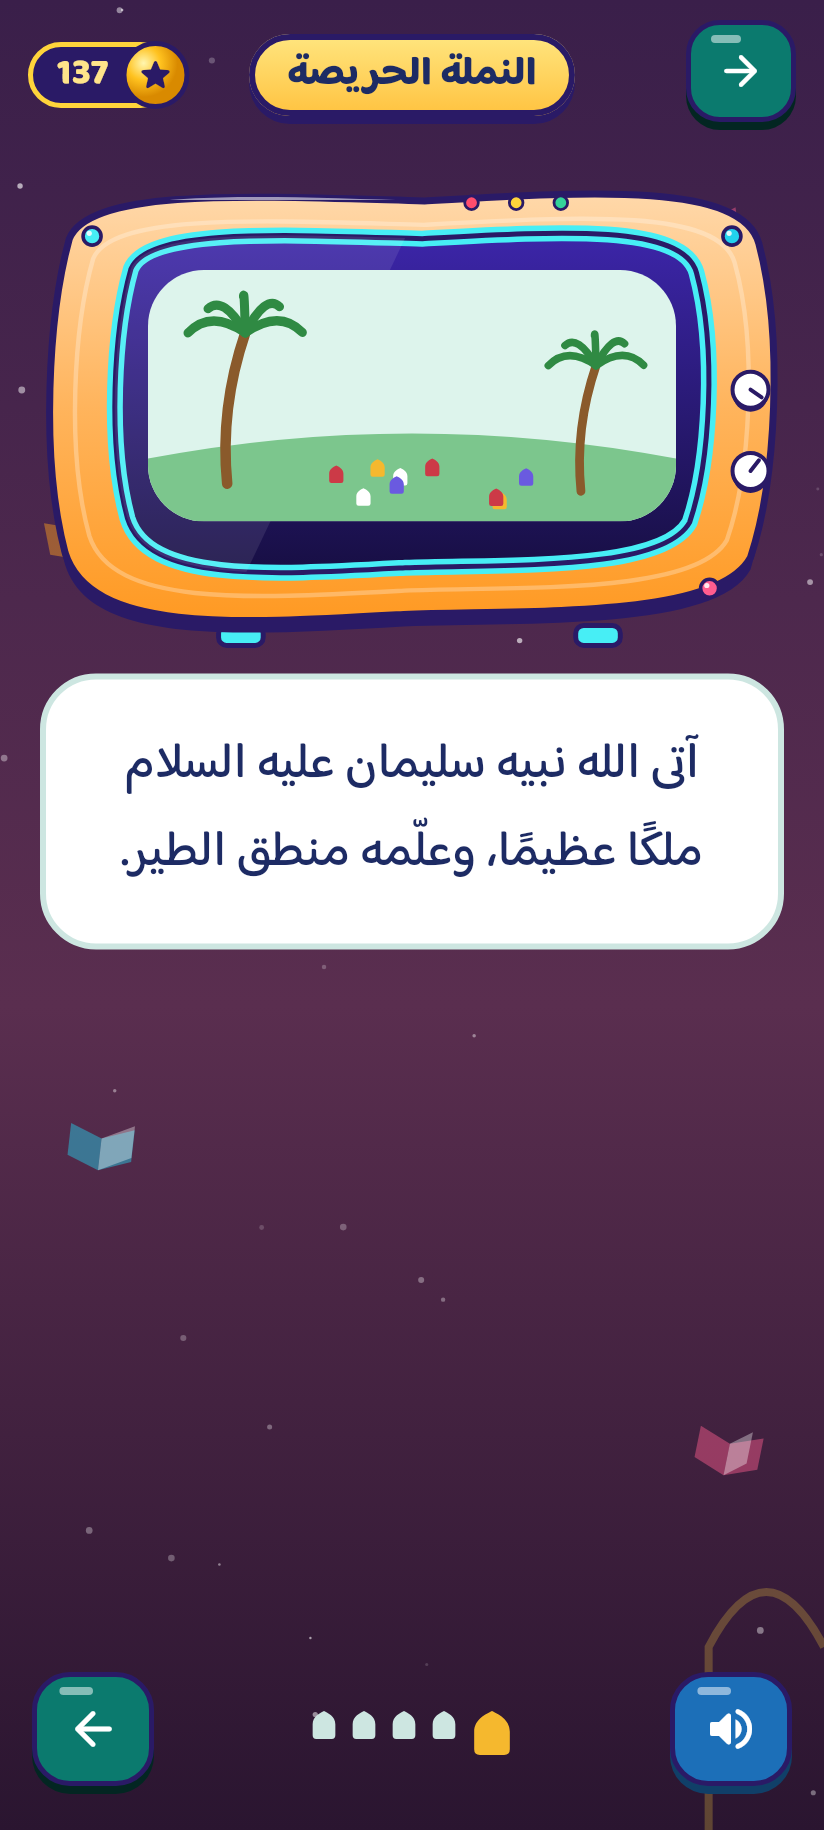 137
النملة الحريصة
آتى الله نبيه سليمان عليه السلام
ملكًا عظيمًا، وعلّمه منطق الطير.